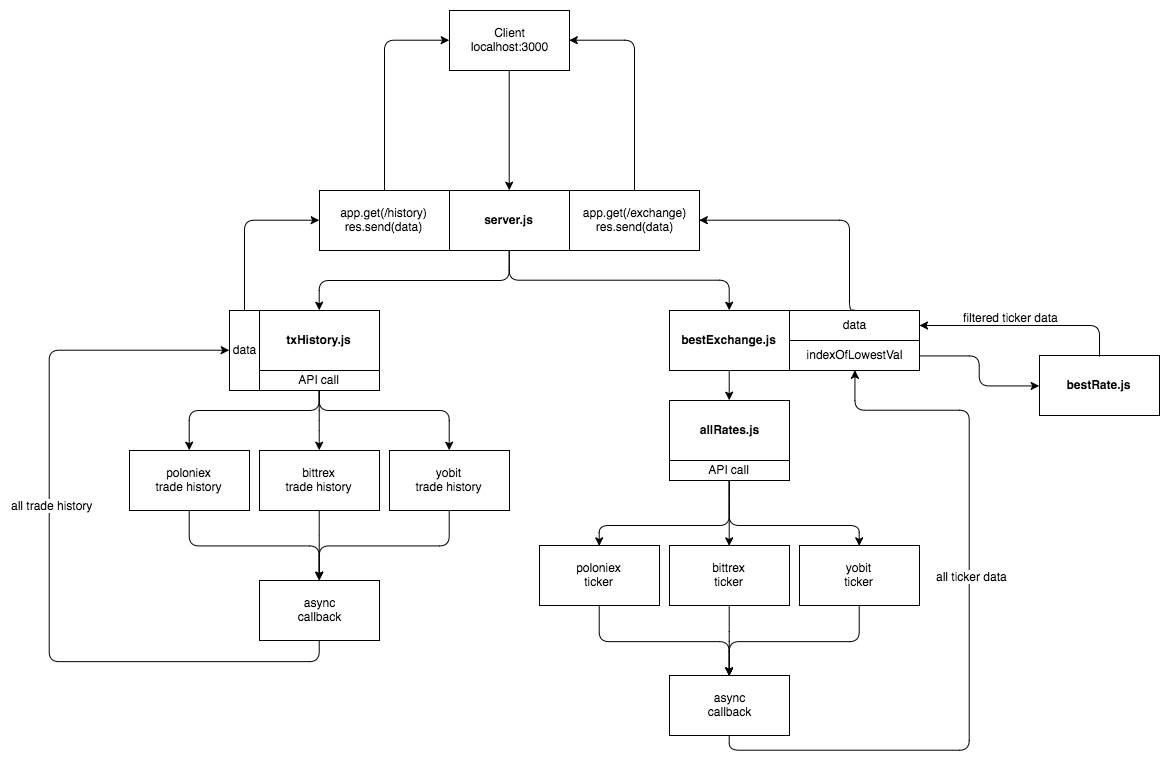 Client
localhost:3000
app.get(/history)
res.send(data)
server.js
app.get(/exchange)
res.send(data)
data
txHistory.js
API call
bestExchange.js
data
indexOfLowestVal
filtered ticker data
bestRate.js
allRates.js
API call
poloniex
trade history
bittrex
trade history
yobit
trade history
all trade history
async
callback
poloniex
ticker
bittrex
ticker
yobit
ticker
all ticker data
async
callback